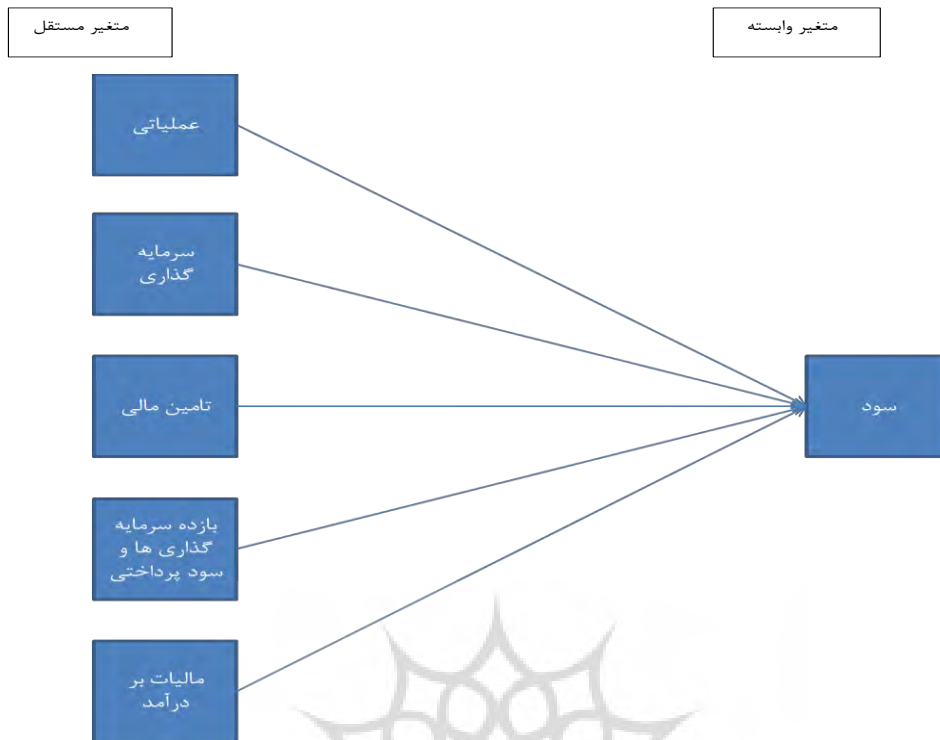 متغیر مستقل
متغیر وابسته
عملیاتی
سرمایه
گذاری
تامین مالی
سود
بازده سرمایه
گذاری ها و
سود پرداختی
مالیات بر
درآمد